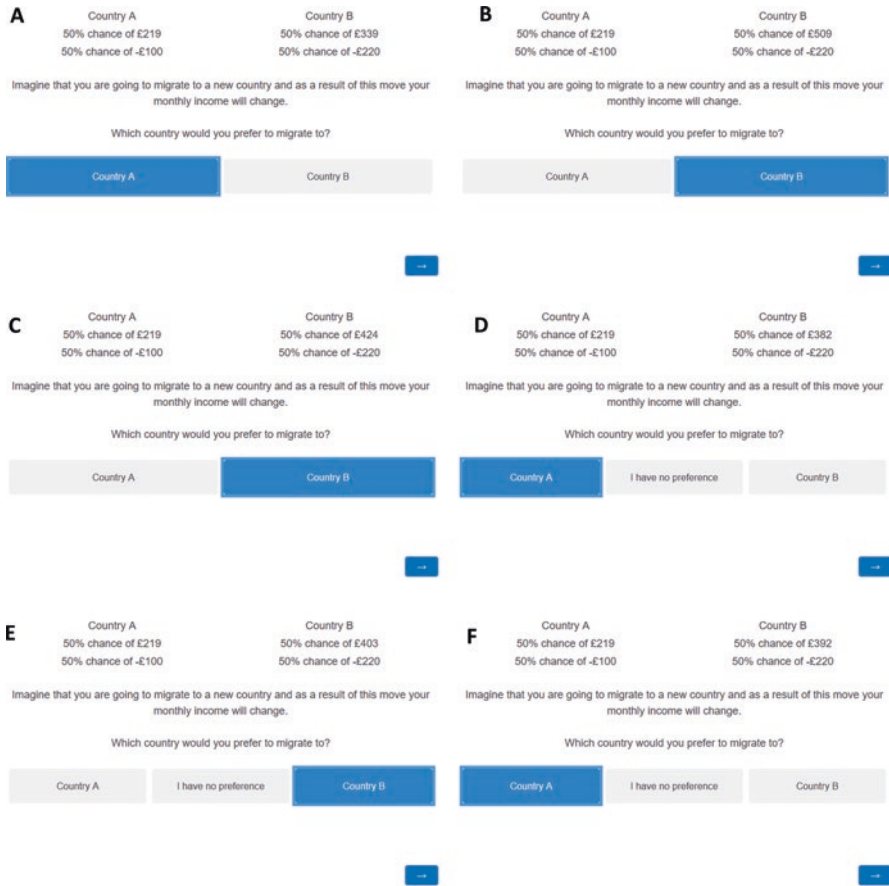 A
Country A Country B
50% chance of £219 50% chance of £339
50% chance of -£100 50% chance of -£220
Imagine that you are going to migrate to a new country and as a result of this move your
monthly income will change.
Which country would you prefer to migrate to?
Country A Country B
→
B
Country A Country B
50% chance of £219 50% chance of £509
50% chance of -£100 50% chance of -£220
Imagine that you are going to migrate to a new country and as a result of this move your
monthly income will change.
Which country would you prefer to migrate to?
Country A Country B
→
C
Country A Country B
50% chance of £219 50% chance of £424
50% chance of -£100 50% chance of -£220
Imagine that you are going to migrate to a new country and as a result of this move your
monthly income will change.
Which country would you prefer to migrate to?
Country A Country B
→
D
Country A Country B
50% chance of £219 50% chance of £382
50% chance of -£100 50% chance of -£220
Imagine that you are going to migrate to a new country and as a result of this move your
monthly income will change.
Which country would you prefer to migrate to?
Country A I have no preference Country B
→
E
Country A Country B
50% chance of £219 50% chance of £403
50% chance of -£100 50% chance of -£220
Imagine that you are going to migrate to a new country and as a result of this move your
monthly income will change.
Which country would you prefer to migrate to?
Country A I have no preference Country B
→
F
Country A Country B
50% chance of £219 50% chance of £392
50% chance of -£100 50% chance of -£220
Imagine that you are going to migrate to a new country and as a result of this move your
monthly income will change.
Which country would you prefer to migrate to?
Country A I have no preference Country B
→